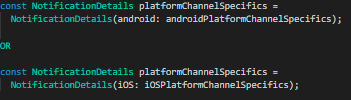 const NotificationDetails platformChannelSpecifics =
NotificationDetails(android: androidPlatformChannelSpecifics);
OR
const NotificationDetails platformChannelSpecifics =
NotificationDetails(iOS: iOSPlatformChannelSpecifics);